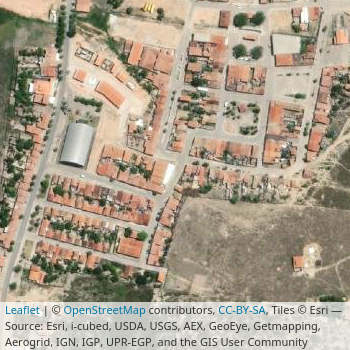 Leaflet | © OpenStreetMap contributors, CC-BY-SA, Tiles © Esri —
Source: Esri, i-cubed, USDA, USGS, AEX, GeoEye, Getmapping,
Aerogrid, IGN, IGP, UPR-EGP, and the GIS User Community